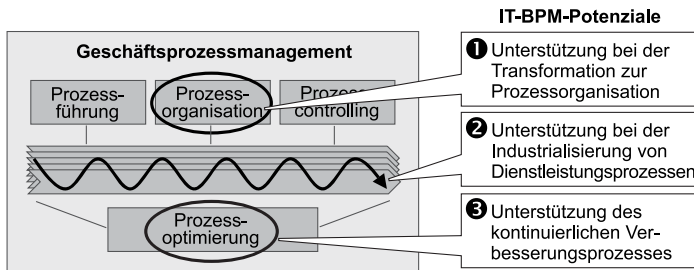 IT-BPM-Potenziale
Geschäftsprozessmanagement
Prozess-
führung
Prozess-
organisation
Prozess-
controlling
Prozess-
optimierung
❶ Unterstützung bei der
Transformation zur
Prozessorganisation
❷ Unterstützung bei der
Industrialisierung von
Dienstleistungsprozessen
❸ Unterstützung des
kontinuierlichen Ver-
besserungsprozesses